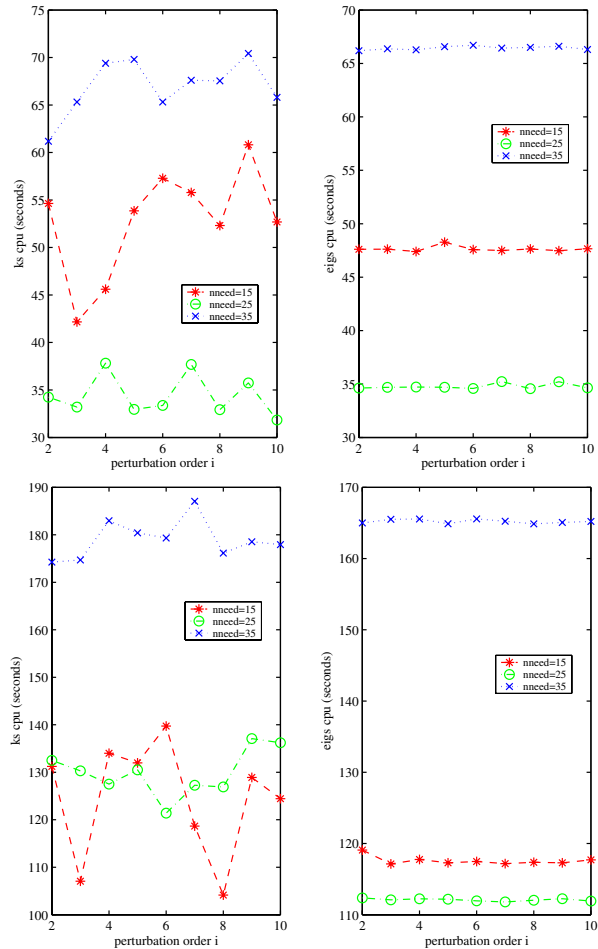 75
70
65
60
55
50
45
40
35
30
2
4
6
8
10
ks cpu (seconds)
perturbation order i
nneed=15
nneed=25
nneed=35
70
65
60
55
50
45
40
35
30
2
4
6
8
10
eigs cpu (seconds)
perturbation order i
nneed=15
nneed=25
nneed=35
190
180
170
160
150
140
130
120
110
100
2
4
6
8
10
ks cpu (seconds)
perturbation order i
nneed=15
nneed=25
nneed=35
170
160
150
140
130
120
110
2
4
6
8
10
eigs cpu (seconds)
perturbation order i
nneed=15
nneed=25
nneed=35